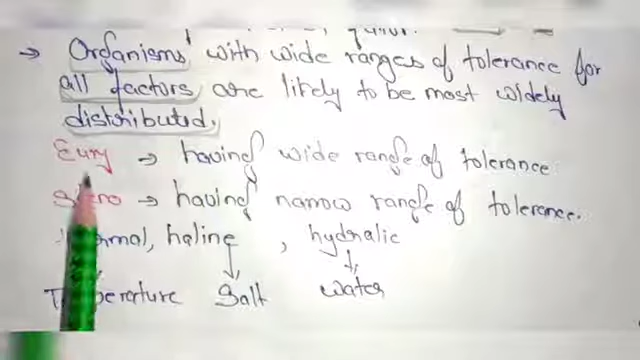 → Organisms with wide ranges of tolerance for
all factors are likely to be most widely
distributed.
Eury → having wide range of tolerance
→ having narrow range of tolerance.
haline, hydralic
↓ ↓
Salt water